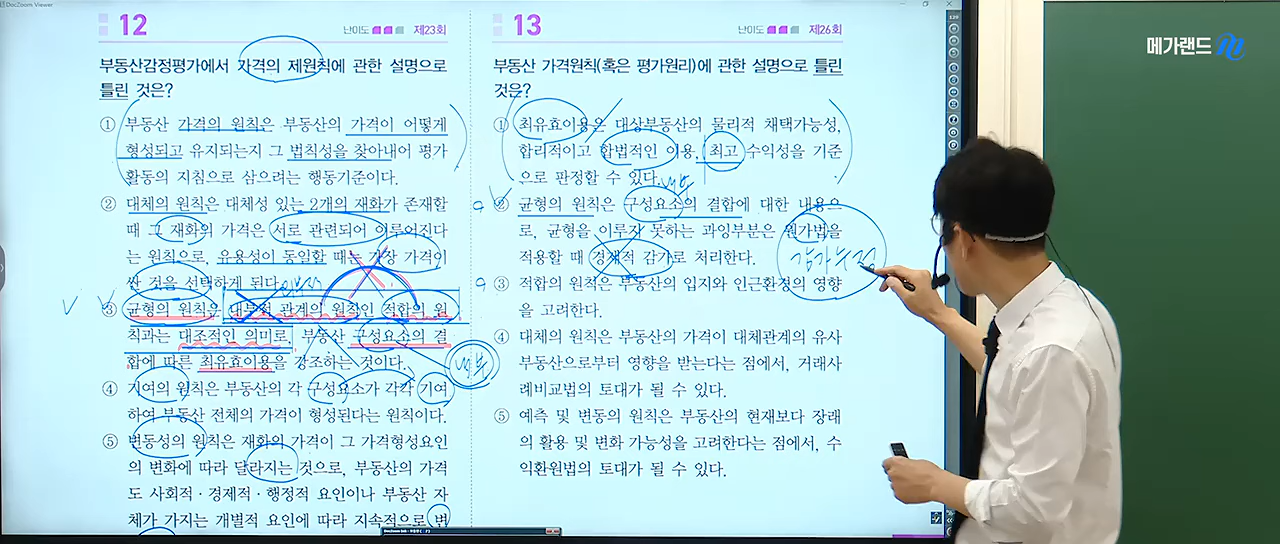 DocZoom Viewer
메가랜드
12
난이도
제23회
부동산감정평가에서 가격의 제원칙에 관한 설명으로
틀린 것은?
① 부동산 가격의 원칙은 부동산의 가격이 어떻게
형성되고 유지되는지 그 법칙성을 찾아내어 평가
활동의 지침으로 삼으려는 행동기준이다.
② 대체의 원칙은 대체성 있는 2개의 재화가 존재할
때 그 재화의 가격은 서로 관련되어 이루어진다
는 원칙으로, 유용성이 동일할 때는 가장 가격이
싼 것을 선택하게 된다.
③ 균형의 원칙은 내부적 관계의 원칙인 적합의 원
칙과는 대조적인 의미로, 부동산 구성요소의 결
합에 따른 최유효이용을 강조하는 것이다.
내부
④ 기여의 원칙은 부동산의 각 구성요소가 각각 기여
하여 부동산 전체의 가격이 형성된다는 원칙이다.
⑤ 변동성의 원칙은 재화의 가격이 그 가격형성요인
의 변화에 따라 달라지는 것으로, 부동산의 가격
도 사회적·경제적·행정적 요인이나 부동산 자
체가 가지는 개별적 요인에 따라 지속적으로 변
13
난이도
제26회
부동산 가격원칙(혹은 평가원리)에 관한 설명으로 틀린
것은?
① 최유효이용은 대상부동산의 물리적 채택가능성,
합리적이고 합법적인 이용, 최고 수익성을 기준
으로 판정할 수 있다.
내부
② 균형의 원칙은 구성요소의 결합에 대한 내용으
로, 균형을 이루지 못하는 과잉부분은 원가법을
적용할 때 경제적 감가로 처리한다.
감가수정
③ 적합의 원칙은 부동산의 입지와 인근환경의 영향
을 고려한다.
④ 대체의 원칙은 부동산의 가격이 대체관계의 유사
부동산으로부터 영향을 받는다는 점에서, 거래사
례비교법의 토대가 될 수 있다.
⑤ 예측 및 변동의 원칙은 부동산의 현재보다 장래
의 활용 및 변화 가능성을 고려한다는 점에서, 수
익환원법의 토대가 될 수 있다.